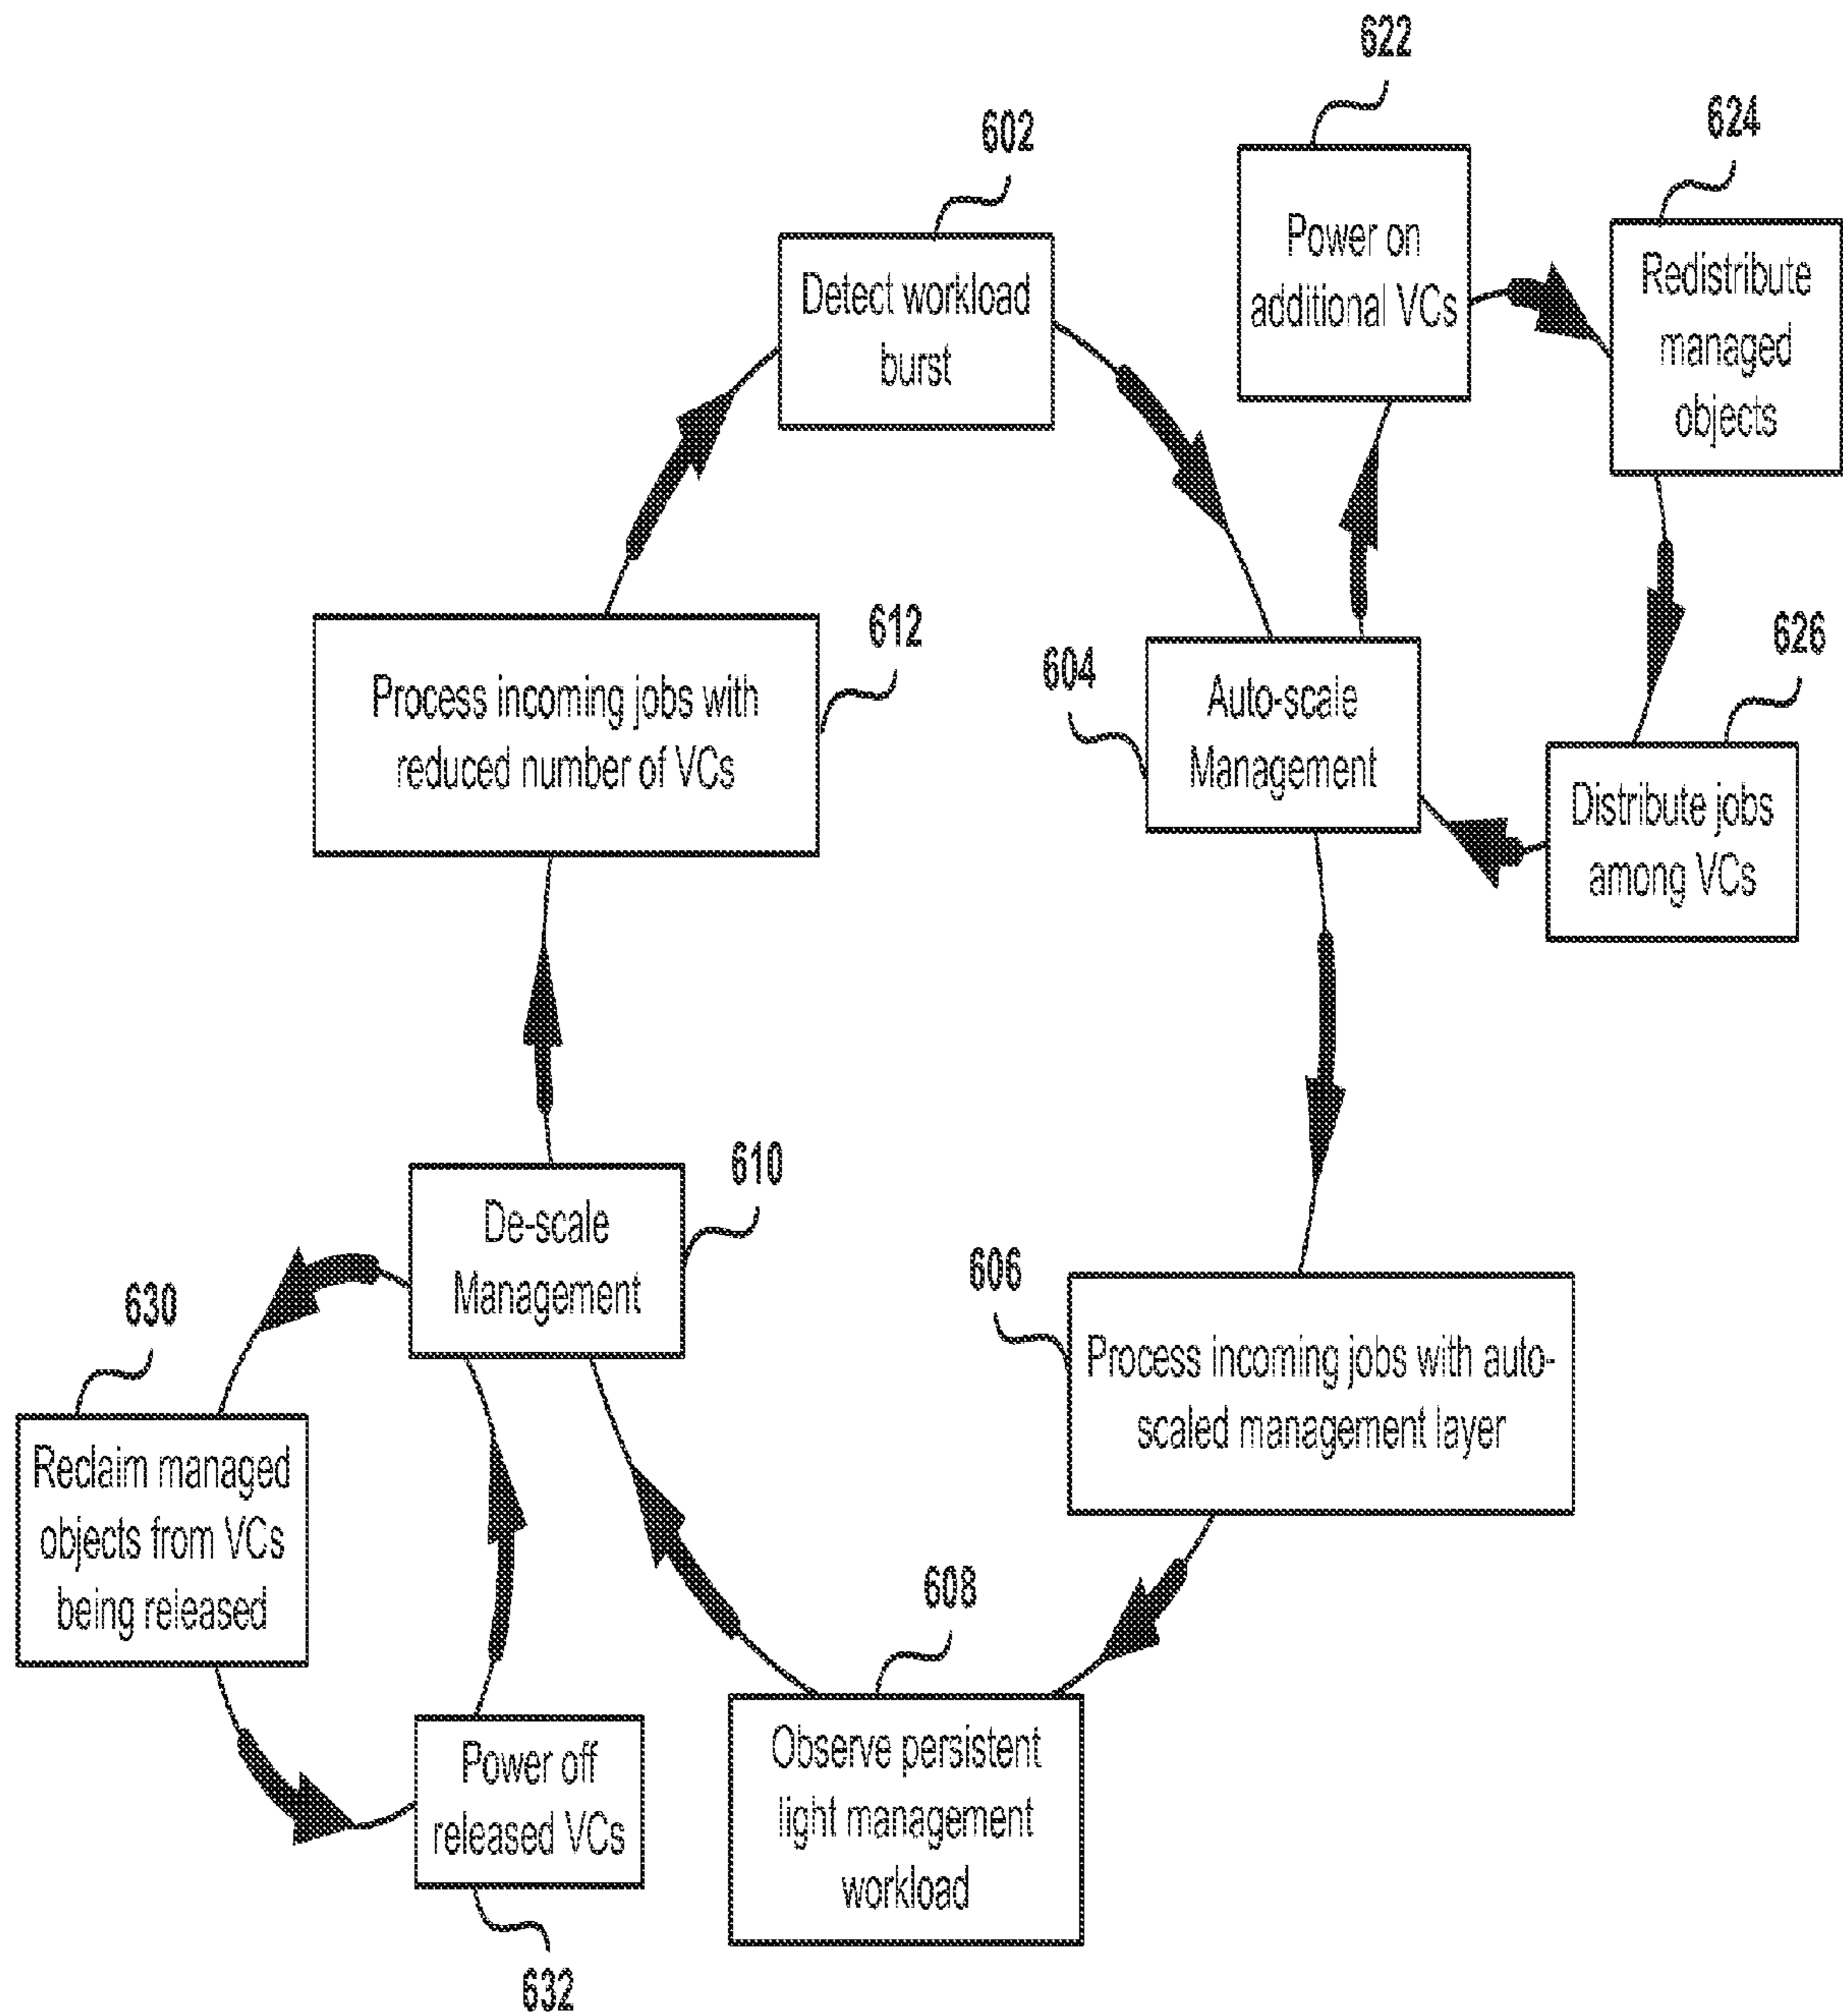 622
624
602
Power on
additional VCs
Redistribute
managed
objects
Detect workload
burst
612
604
626
Process incoming jobs with
reduced number of VCs
Auto-scale
Management
Distribute jobs
among VCs
610
De-scale
Management
606
630
Process incoming jobs with auto-
scaled management layer
Reclaim managed
objects from VCs
being released
608
Power off
released VCs
Observe persistent
light management
workload
632